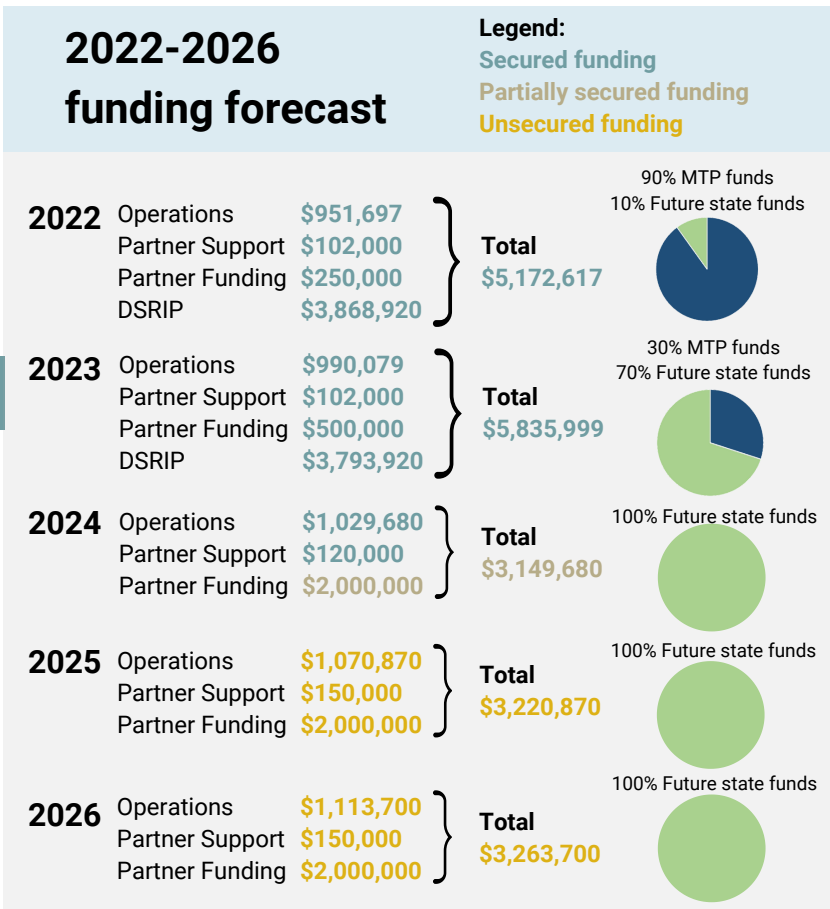 2022-2026
funding forecast
Legend:
Secured funding
Partially secured funding
Unsecured funding
2022
Operations $951,697
Partner Support $102,000
Partner Funding $250,000
DSRIP $3,868,920
Total
$5,172,617
90% MTP funds
10% Future state funds
2023
Operations $990,079
Partner Support $102,000
Partner Funding $500,000
DSRIP $3,793,920
Total
$5,835,999
30% MTP funds
70% Future state funds
2024
Operations $1,029,680
Partner Support $120,000
Partner Funding $2,000,000
Total
$3,149,680
100% Future state funds
2025
Operations $1,070,870
Partner Support $150,000
Partner Funding $2,000,000
Total
$3,220,870
100% Future state funds
2026
Operations $1,113,700
Partner Support $150,000
Partner Funding $2,000,000
Total
$3,263,700
100% Future state funds